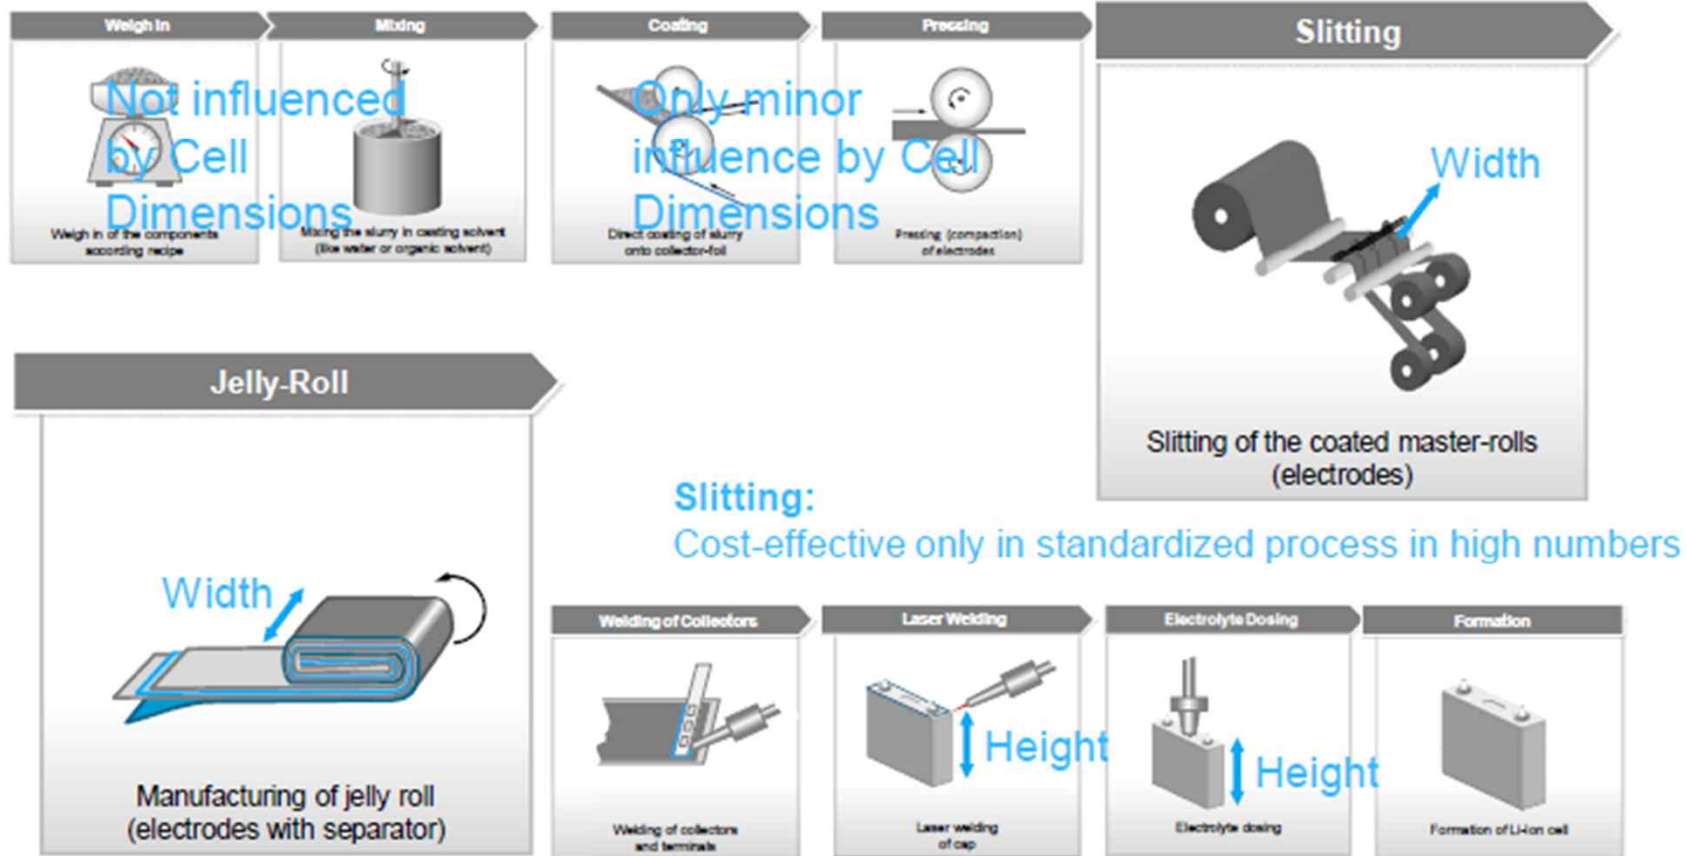 Weigh In
Mixing
Coating
Pressing
Slitting
Not influenced
by Cell
Dimensions
Only minor
influence by Cell
Dimensions
Width
Weigh in of the components
according recipe
Mixing the slurry in casting solvent
(like water or organic solvent)
Direct coating of slurry
onto collector-foil
Pressing (compaction)
of electrodes
Slitting of the coated master-rolls
(electrodes)
Jelly-Roll
Width
Manufacturing of jelly roll
(electrodes with separator)
Slitting:
Cost-effective only in standardized process in high numbers
Welding of Collectors
Laser Welding
Electrolyte Dosing
Formation
Height
Height
Welding of collectors
and terminals
Laser welding
of cap
Electrolyte dosing
Formation of Li-Ion cell